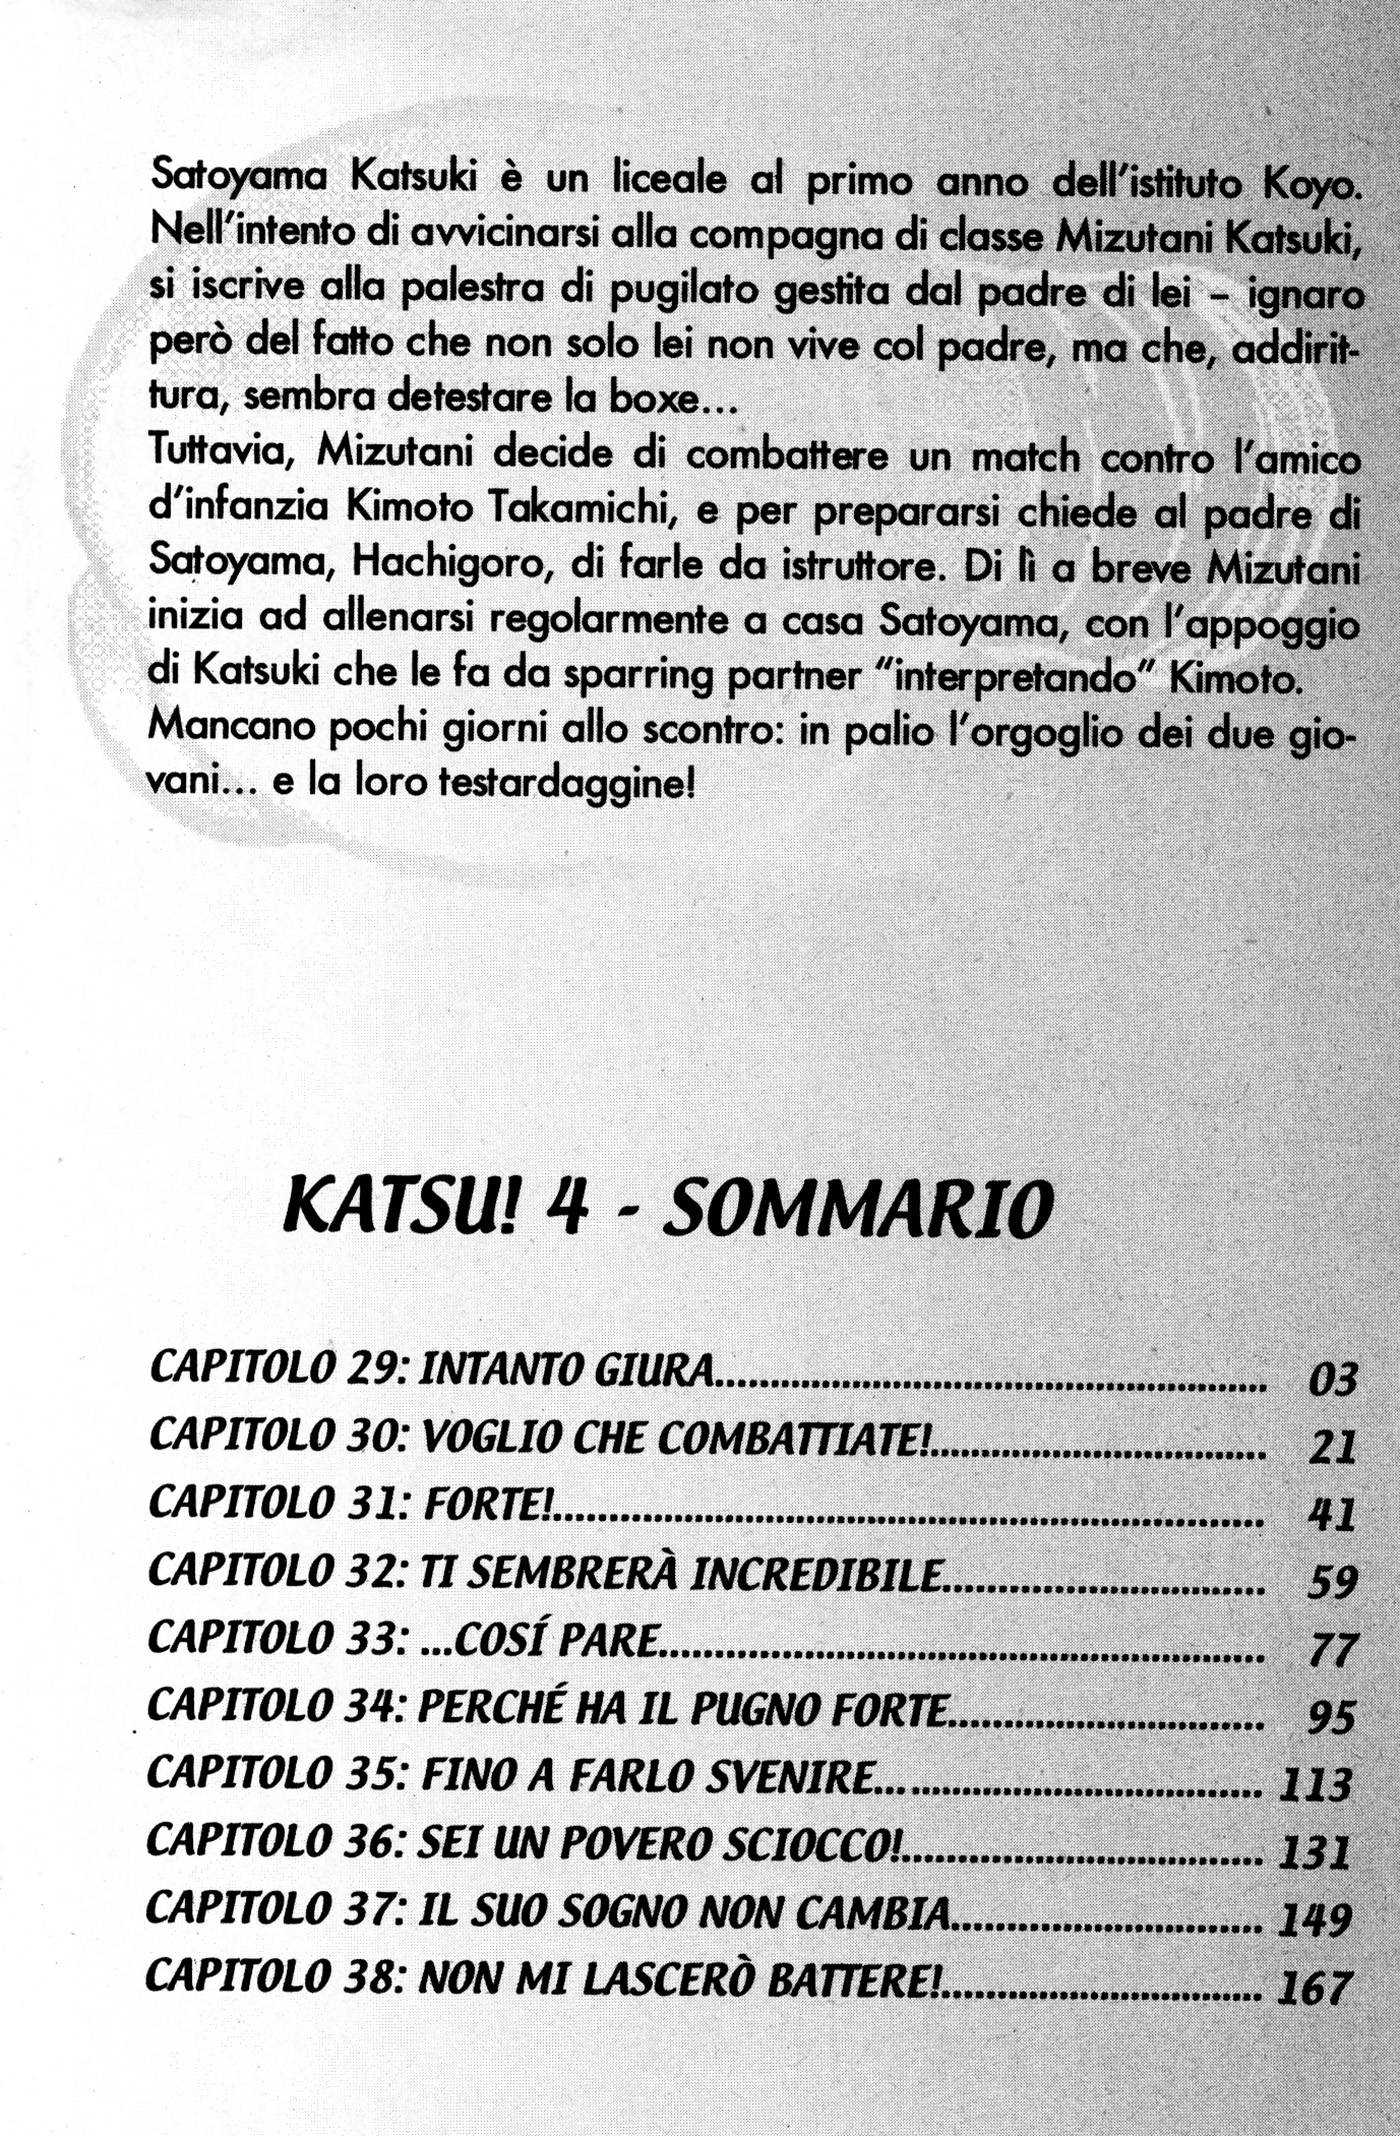 Satoyama Katsuki è un liceale al primo anno dell'istituto Koyo.
Nell'intento di avvicinarsi alla compagna di classe Mizutani Katsuki,
si iscrive alla palestra di pugilato gestita dal padre di lei – ignaro
però del fatto che non solo lei non vive col padre, ma che, addirit-
tura, sembra detestare la boxe...
Tuttavia, Mizutani decide di combattere un match contro l'amico
d'infanzia Kimoto Takamichi, e per prepararsi chiede al padre di
Satoyama, Hachigoro, di farle da istruttore. Di lì a breve Mizutani
inizia ad allenarsi regolarmente a casa Satoyama, con l'appoggio
di Katsuki che le fa da sparring partner "interpretando" Kimoto.
Mancano pochi giorni allo scontro: in palio l'orgoglio dei due gio-
vani... e la loro testardaggine!
KATSU! 4 - SOMMARIO
CAPITOLO 29: INTANTO GIURA.................................................. 03
CAPITOLO 30: VOGLIO CHE COMBATTIATE!.............................. 21
CAPITOLO 31: FORTE!................................................................ 41
CAPITOLO 32: TI SEMBRERÀ INCREDIBILE............................. 59
CAPITOLO 33: ...COSÍ PARE...................................................... 77
CAPITOLO 34: PERCHÉ HA IL PUGNO FORTE............................ 95
CAPITOLO 35: FINO A FARLO SVENIRE................................... 113
CAPITOLO 36: SEI UN POVERO SCIOCCO!................................ 131
CAPITOLO 37: IL SUO SOGNO NON CAMBIA............................ 149
CAPITOLO 38: NON MI LASCERÒ BATTERE!............................. 167